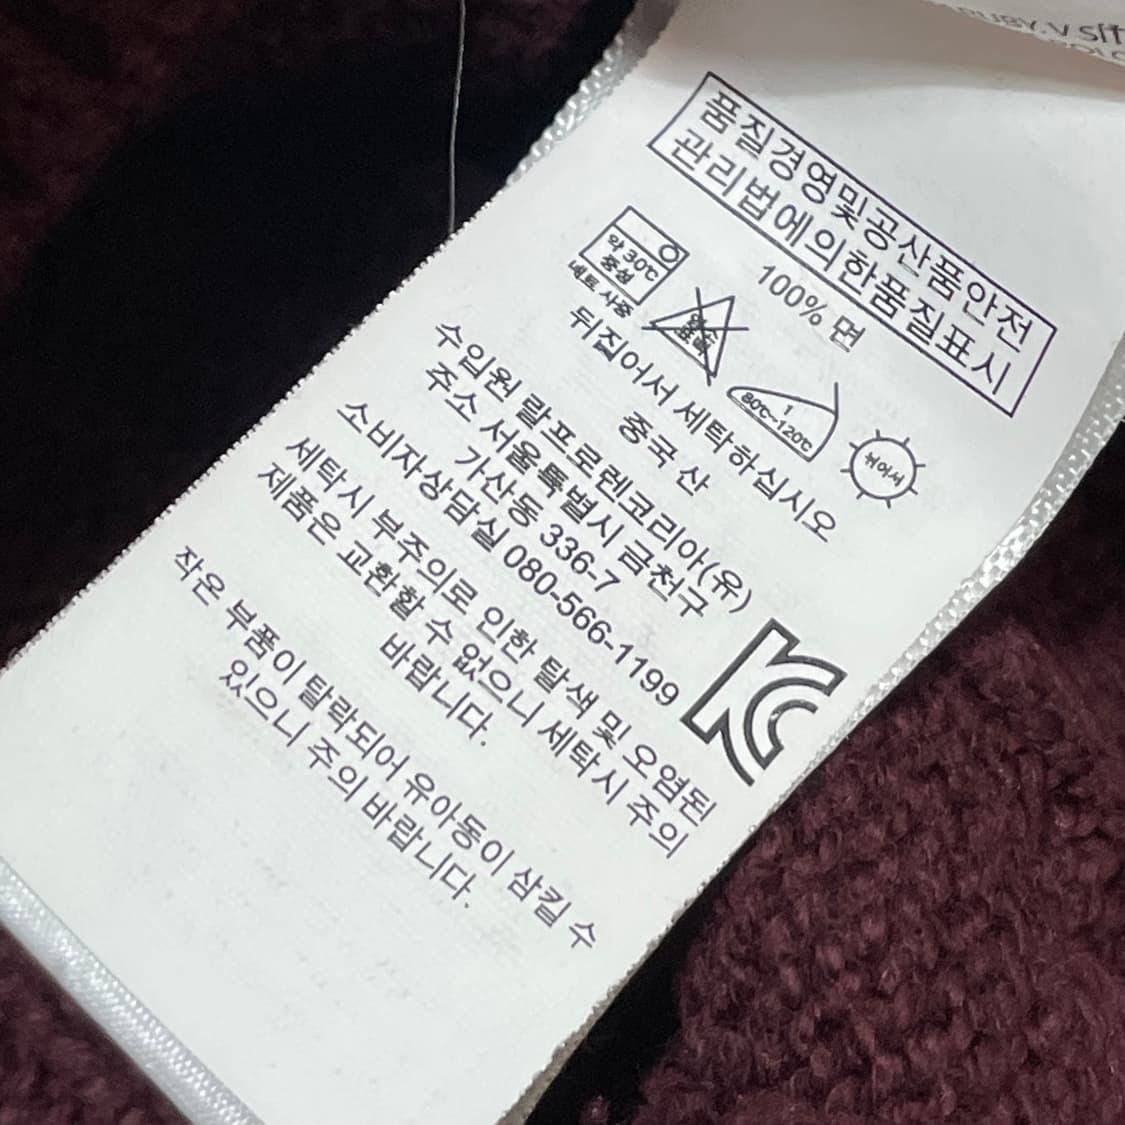 품질경영및공산품안전
관리법에의한품질표시
100% 면
약 30℃
중성
네트 사용
염소
표백
1
80℃~120℃
뉘어서
뒤집어서 세탁하십시오
중국 산
수입원 랄프로렌코리아(유)
주소 서울특별시 금천구
가산동 336-7
소비자상담실 080-566-1199
세탁시 부주의로 인한 탈색 및 오염된
제품은 교환할 수 없으니 세탁시 주의
바랍니다.
작은 부품이 탈락되어 유아동이 삼킬 수
있으니 주의 바랍니다.